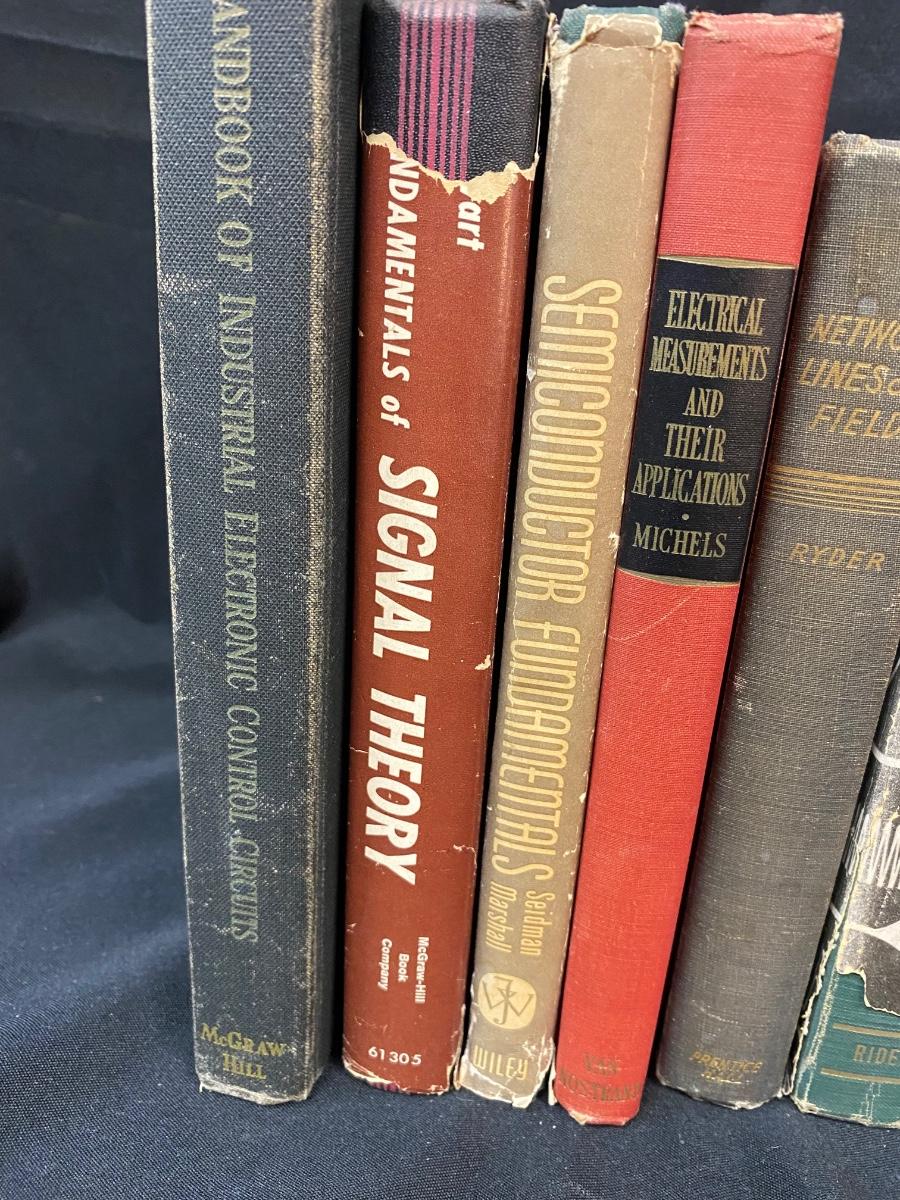 ANDBOOK OF INDUSTRIAL ELECTRONIC CONTROL CIRCUITS
McGRAW
HILL
art
NDAMENTALS of SIGNAL THEORY
McGraw-Hill
Book
Company
61305
SEMICONDUCTOR FUNDAMENTALS
Seidman
Marshall
JW
WILEY
ELECTRICAL
MEASUREMENTS
AND
THEIR
APPLICATIONS
•
MICHELS
VAN
NOSTRAND
NETWO
LINES &
FIELD
RYDER
PRENTICE
HALL
RIDE